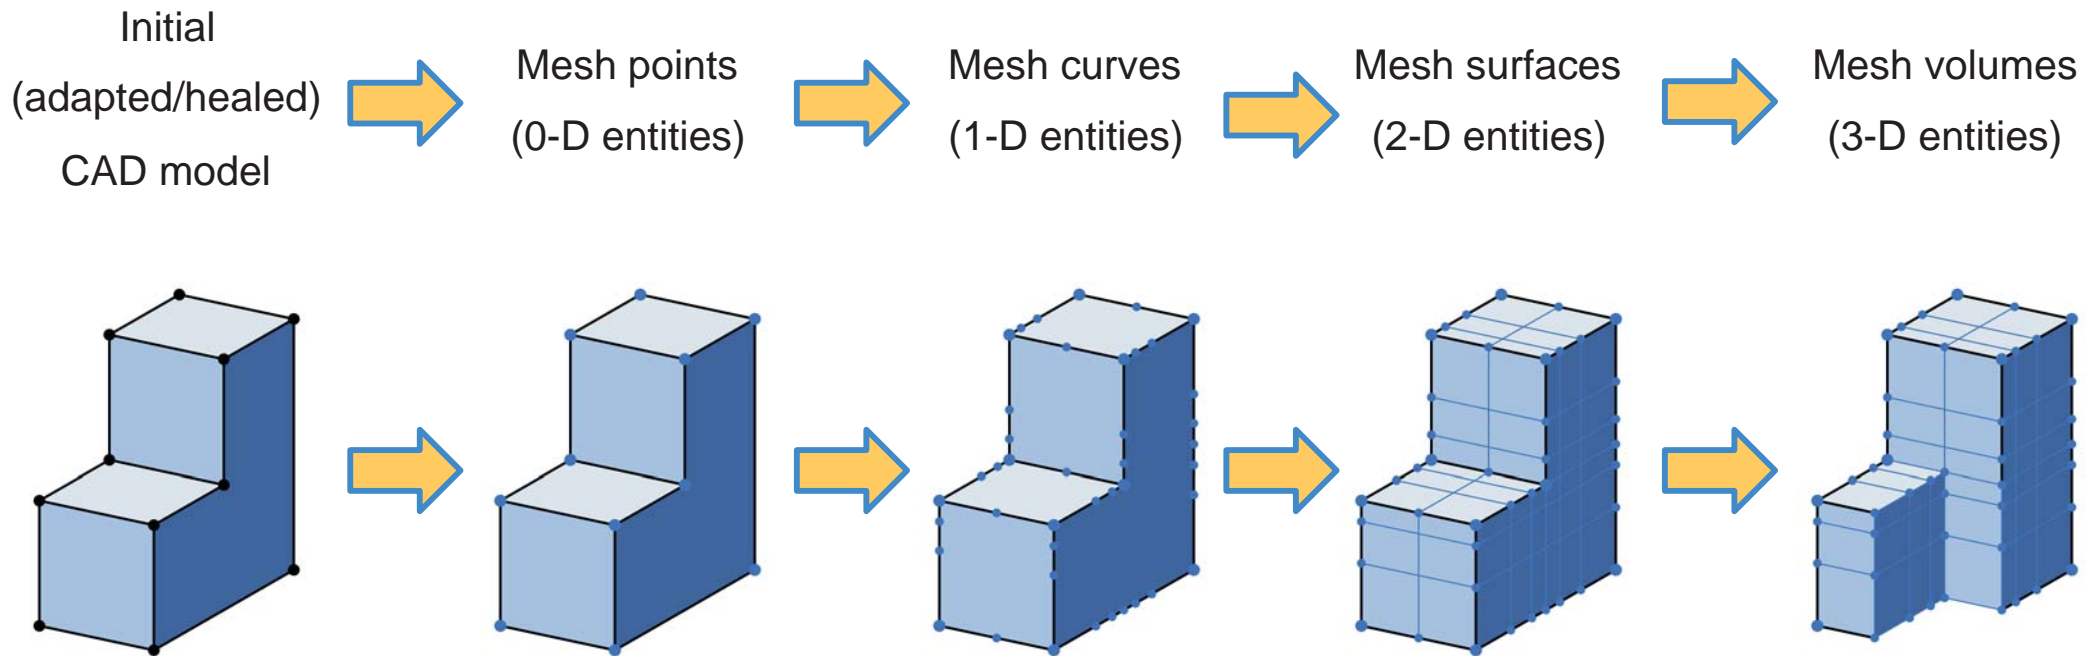 Initial
(adapted/healed)
CAD model
Mesh points
(0-D entities)
Mesh curves
(1-D entities)
Mesh surfaces
(2-D entities)
Mesh volumes
(3-D entities)